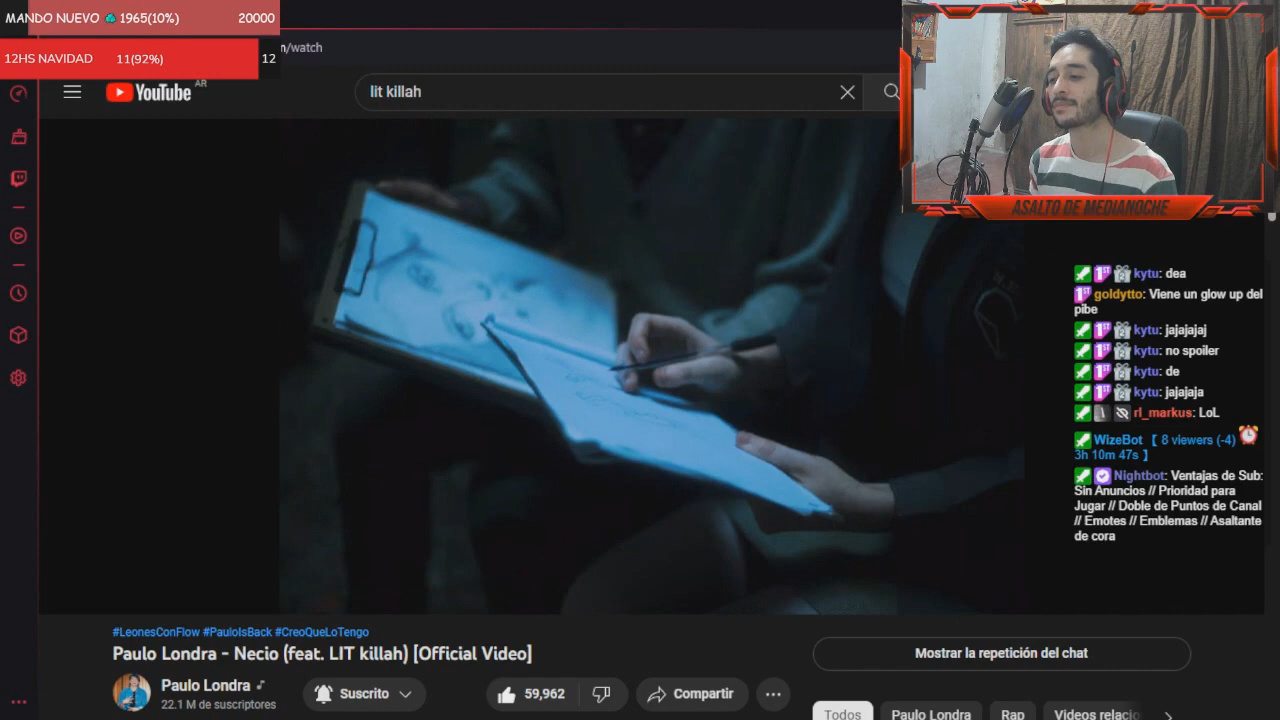 MANDO NUEVO 1965(10%) 20000
12HS NAVIDAD 11(92%) 12
n/watch
YouTube AR
lit killah
ASALTO DE MEDIANOCHE
kytu: dea
goldytto: Viene un glow up del
pibe
kytu: jajajajaj
kytu: no spoiler
kytu: de
kytu: jajajaja
rl_markus: LoL
WizeBot [ 8 viewers (-4)
3h 10m 47s ]
Nightbot: Ventajas de Sub:
Sin Anuncios // Prioridad para
Jugar // Doble de Puntos de Canal
// Emotes // Emblemas // Asaltante
de cora
#LeonesConFlow #PauloIsBack #CreoQueLoTengo
Paulo Londra - Necio (feat. LIT killah) [Official Video]
Mostrar la repetición del chat
Paulo Londra
22.1 M de suscriptores
Suscrito
59,962
Compartir
Todos
Paulo Londra
Rap
Videos relacio